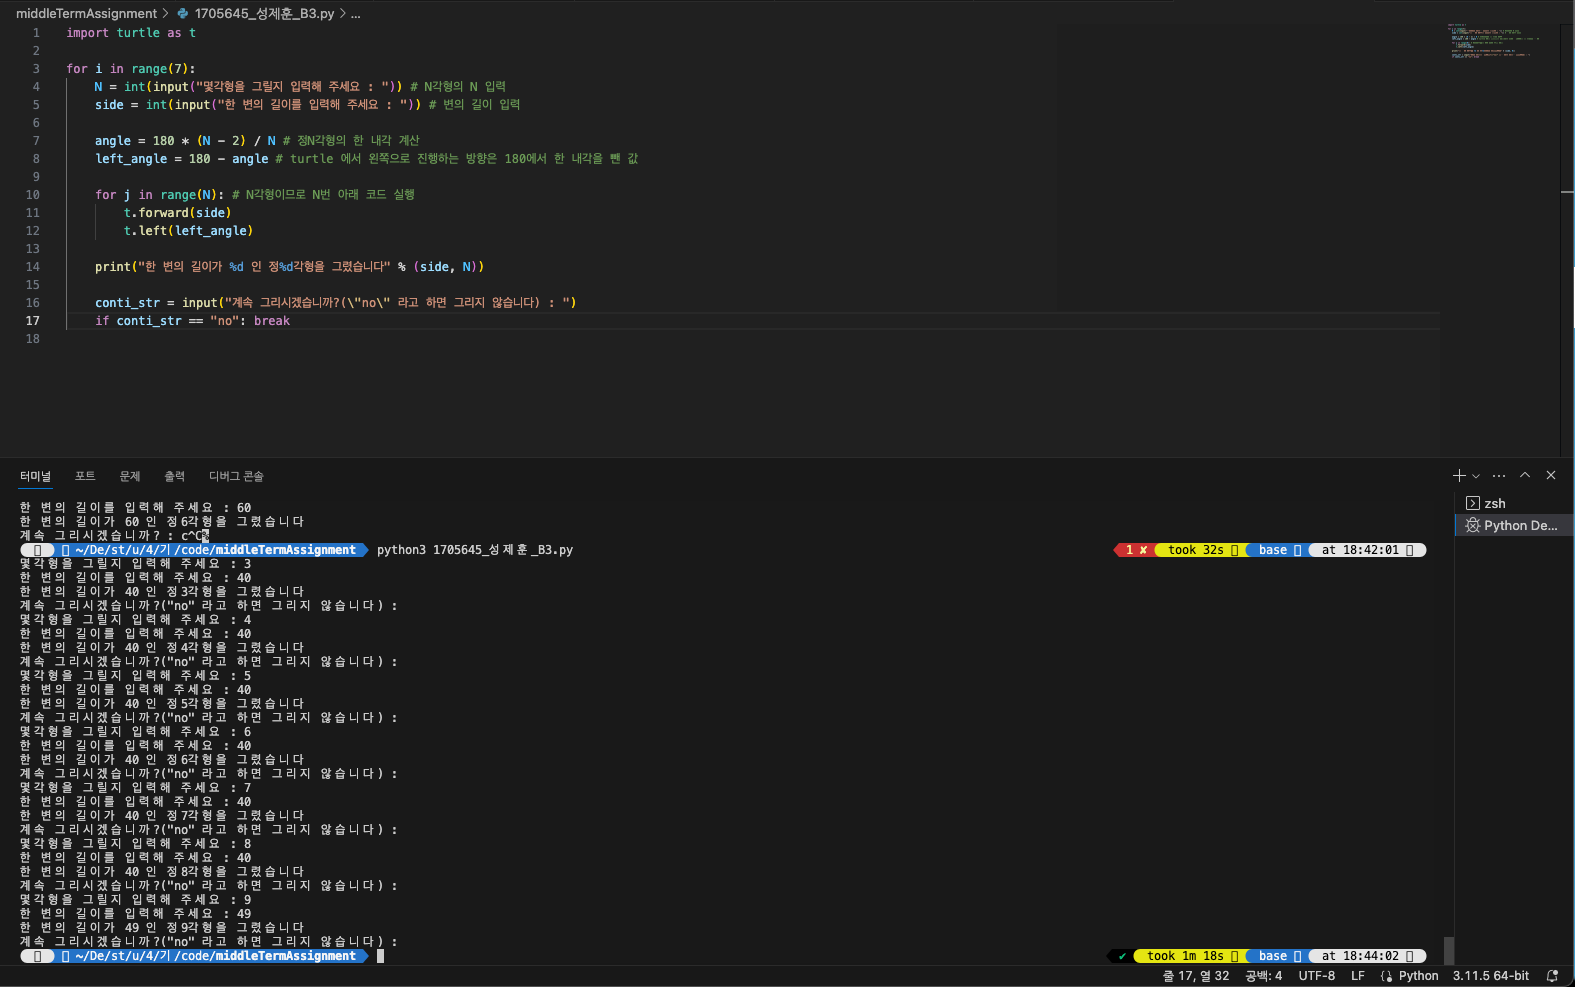 middleTermAssignment > 1705645_성제훈_B3.py > ...
1 import turtle as t
2
3 for i in range(7):
4 N = int(input("몇각형을 그릴지 입력해 주세요 : ")) # N각형의 N 입력
5 side = int(input("한 변의 길이를 입력해 주세요 : ")) # 변의 길이 입력
6
7 angle = 180 * (N - 2) / N # 정N각형의 한 내각 계산
8 left_angle = 180 - angle # turtle 에서 왼쪽으로 진행하는 방향은 180에서 한 내각을 뺀 값
9
10 for j in range(N): # N각형이므로 N번 아래 코드 실행
11 t.forward(side)
12 t.left(left_angle)
13
14 print("한 변의 길이가 %d 인 정%d각형을 그렸습니다" % (side, N))
15
16 conti_str = input("계속 그리시겠습니까?(\"no\" 라고 하면 그리지 않습니다) : ")
17 if conti_str == "no": break
18
터미널 포트 문제 출력 디버그 콘솔
zsh
Python De...
한 변의 길이를 입력해 주세요 : 60
한 변의 길이가 60 인 정6각형을 그렸습니다
계속 그리시겠습니까? : c^C%
~/De/st/u/4/기/code/middleTermAssignment python3 1705645_성제훈_B3.py 1 ✘ took 32s base at 18:42:01
몇각형을 그릴지 입력해 주세요 : 3
한 변의 길이를 입력해 주세요 : 40
한 변의 길이가 40 인 정3각형을 그렸습니다
계속 그리시겠습니까?("no" 라고 하면 그리지 않습니다) :
몇각형을 그릴지 입력해 주세요 : 4
한 변의 길이를 입력해 주세요 : 40
한 변의 길이가 40 인 정4각형을 그렸습니다
계속 그리시겠습니까?("no" 라고 하면 그리지 않습니다) :
몇각형을 그릴지 입력해 주세요 : 5
한 변의 길이를 입력해 주세요 : 40
한 변의 길이가 40 인 정5각형을 그렸습니다
계속 그리시겠습니까?("no" 라고 하면 그리지 않습니다) :
몇각형을 그릴지 입력해 주세요 : 6
한 변의 길이를 입력해 주세요 : 40
한 변의 길이가 40 인 정6각형을 그렸습니다
계속 그리시겠습니까?("no" 라고 하면 그리지 않습니다) :
몇각형을 그릴지 입력해 주세요 : 7
한 변의 길이를 입력해 주세요 : 40
한 변의 길이가 40 인 정7각형을 그렸습니다
계속 그리시겠습니까?("no" 라고 하면 그리지 않습니다) :
몇각형을 그릴지 입력해 주세요 : 8
한 변의 길이를 입력해 주세요 : 40
한 변의 길이가 40 인 정8각형을 그렸습니다
계속 그리시겠습니까?("no" 라고 하면 그리지 않습니다) :
몇각형을 그릴지 입력해 주세요 : 9
한 변의 길이를 입력해 주세요 : 49
한 변의 길이가 49 인 정9각형을 그렸습니다
계속 그리시겠습니까?("no" 라고 하면 그리지 않습니다) :
~/De/st/u/4/기/code/middleTermAssignment ✔ took 1m 18s base at 18:44:02
줄 17, 열 32 공백: 4 UTF-8 LF Python 3.11.5 64-bit